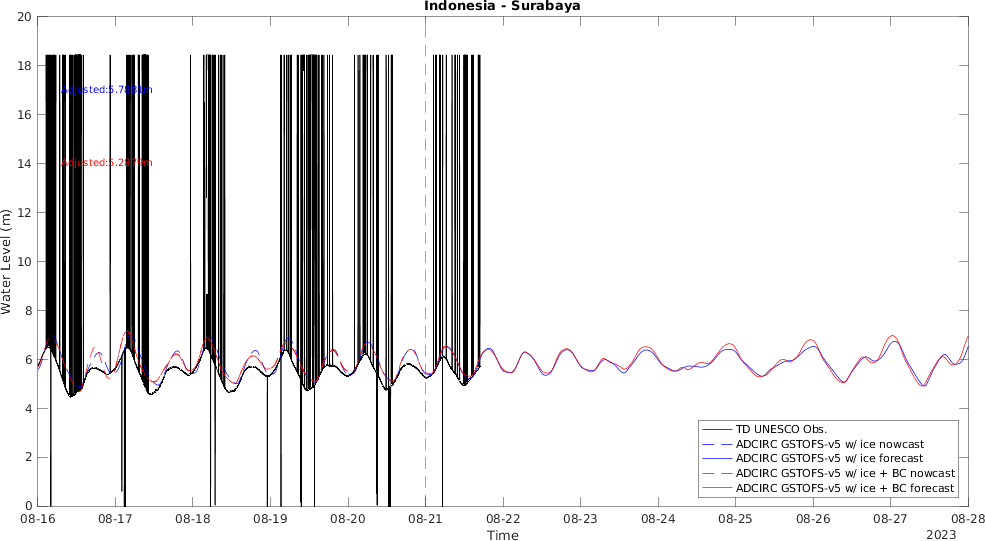 Indonesia - Surabaya
20
18
16
14
12
10
8
6
4
2
0
Water Level (m)
Adjusted:
Adjusted:
TD UNESCO Obs.
ADCIRC GSTOFS-v5 w/ ice nowcast
ADCIRC GSTOFS-v5 w/ ice forecast
ADCIRC GSTOFS-v5 w/ ice + BC nowcast
ADCIRC GSTOFS-v5 w/ ice + BC forecast
08-16 08-17 08-18 08-19 08-20 08-21 08-22 08-23 08-24 08-25 08-26 08-27 08-28
Time
2023